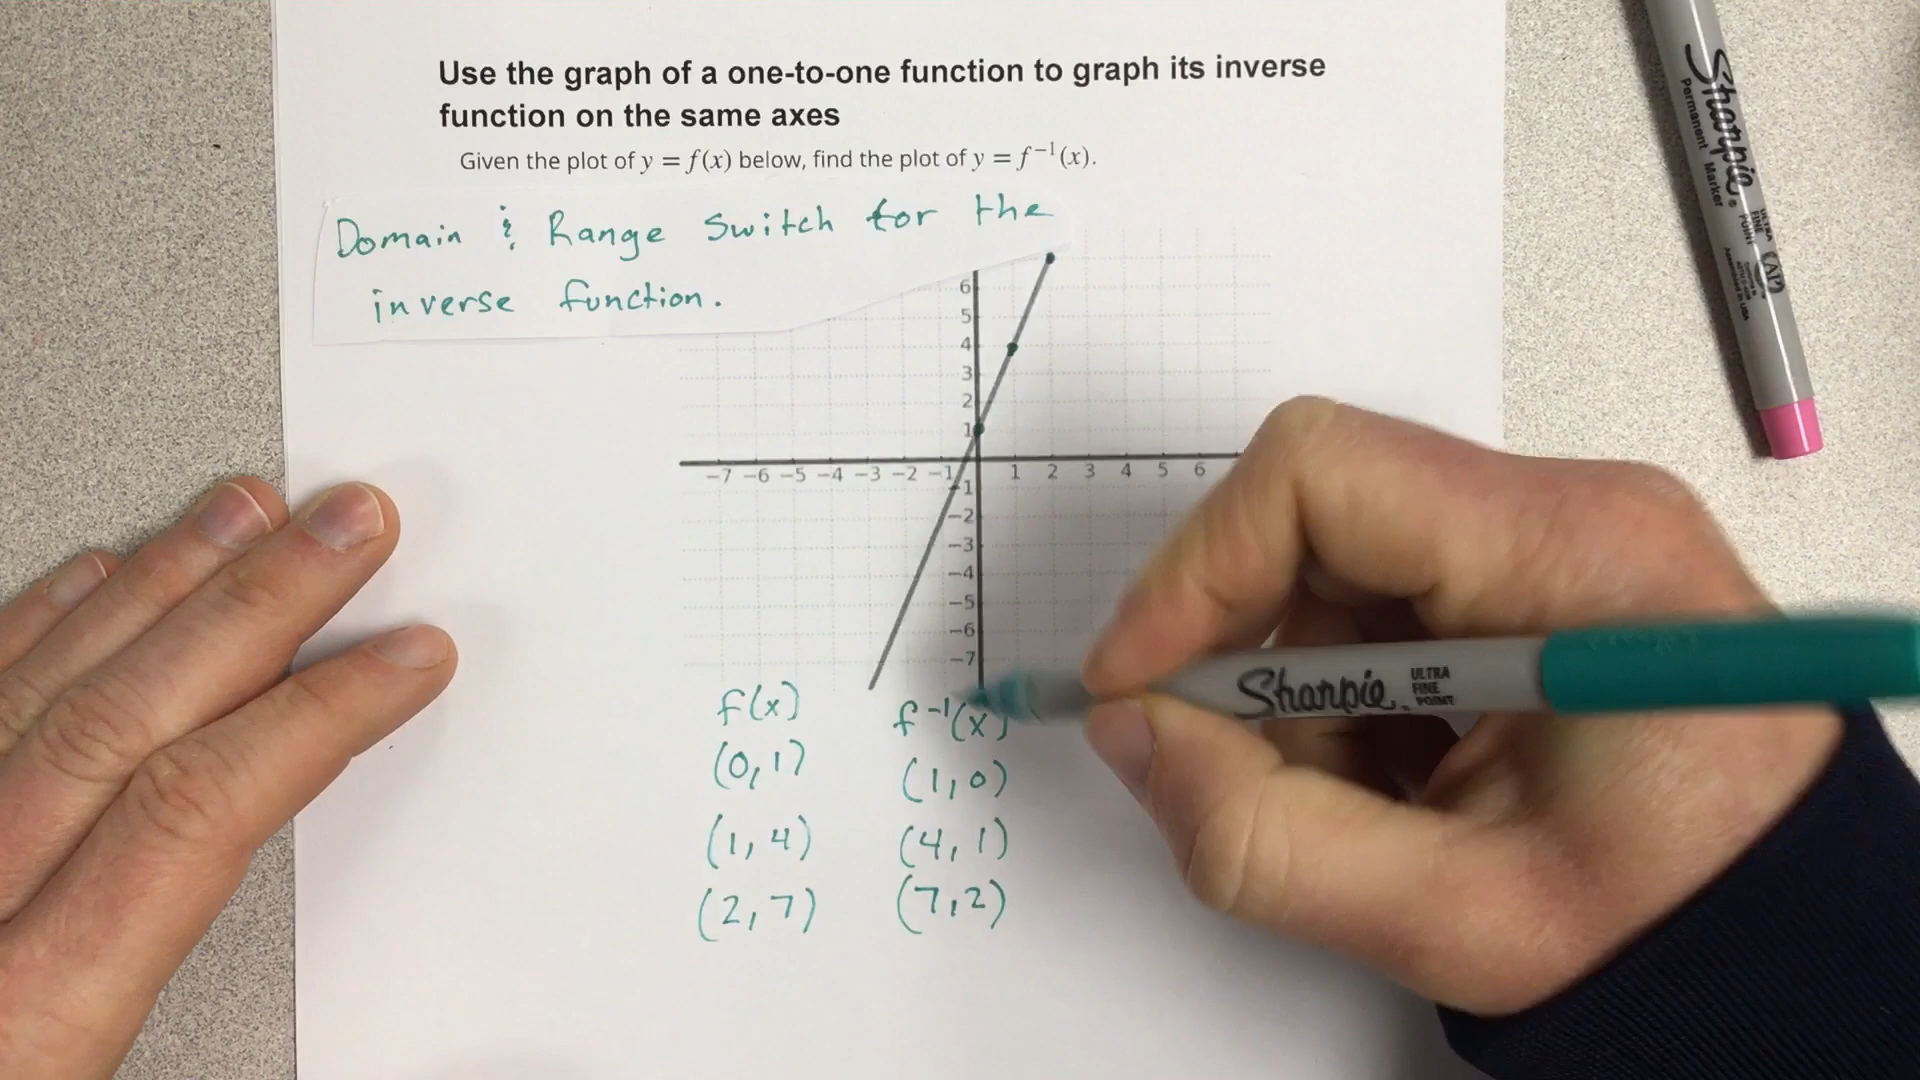 Use the graph of a one-to-one function to graph its inverse
function on the same axes
Given the plot of y = f(x) below, find the plot of y = f⁻¹(x).
Domain & Range switch for the
inverse function.
6
5
4
3
2
1
−7 −6 −5 −4 −3 −2 −1 1 2 3 4 5 6
−1
−2
−3
−4
−5
−6
−7
f(x) f⁻¹(x)
(0,1) (1,0)
(1,4) (4,1)
(2,7) (7,2)
Sharpie. ULTRA FINE POINT
Sharpie
Permanent Marker
ULTRA FINE POINT
AP